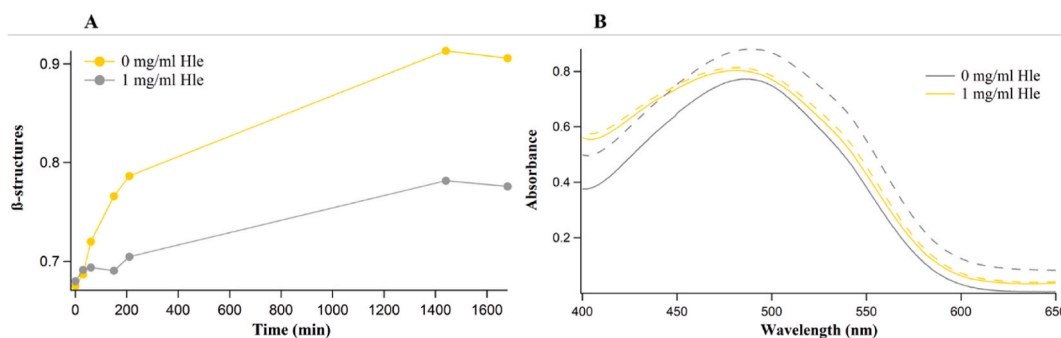 A
0 mg/ml Hle
1 mg/ml Hle
0.9
0.8
0.7
ß-structures
0 200 400 600 800 1000 1200 1400 1600
Time (min)
B
0 mg/ml Hle
1 mg/ml Hle
0.8
0.6
0.4
0.2
Absorbance
400 450 500 550 600 650
Wavelength (nm)